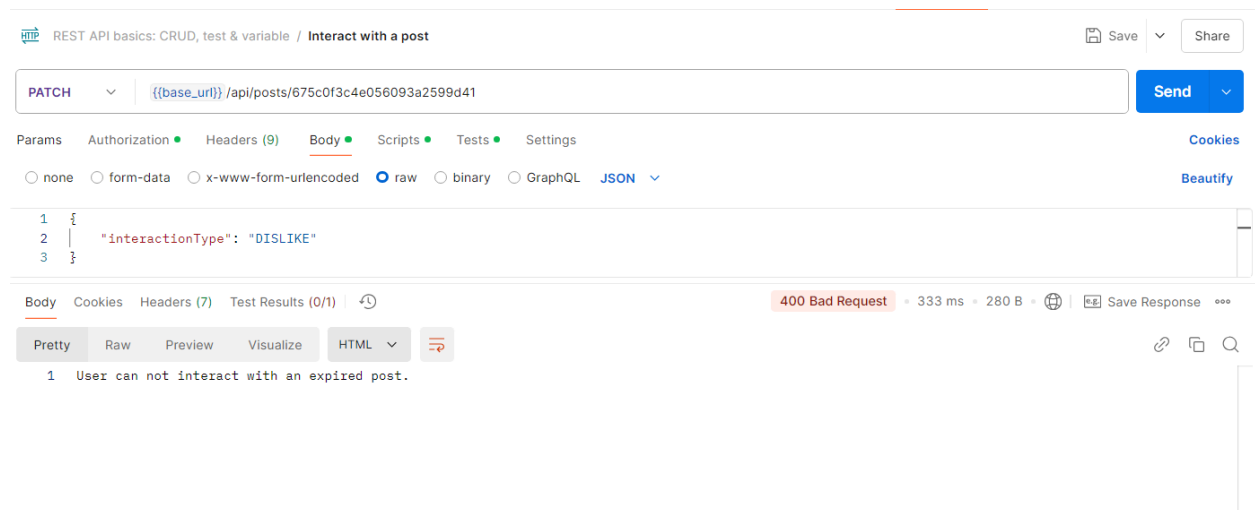 HTTP REST API basics: CRUD, test & variable / Interact with a post Save Share
PATCH {{base_url}} /api/posts/675c0f3c4e056093a2599d41 Send
Params Authorization Headers (9) Body Scripts Tests Settings Cookies
none form-data x-www-form-urlencoded raw binary GraphQL JSON Beautify
1 {
2 "interactionType": "DISLIKE"
3 }
Body Cookies Headers (7) Test Results (0/1) 400 Bad Request 333 ms 280 B e.g. Save Response
Pretty Raw Preview Visualize HTML
1 User can not interact with an expired post.